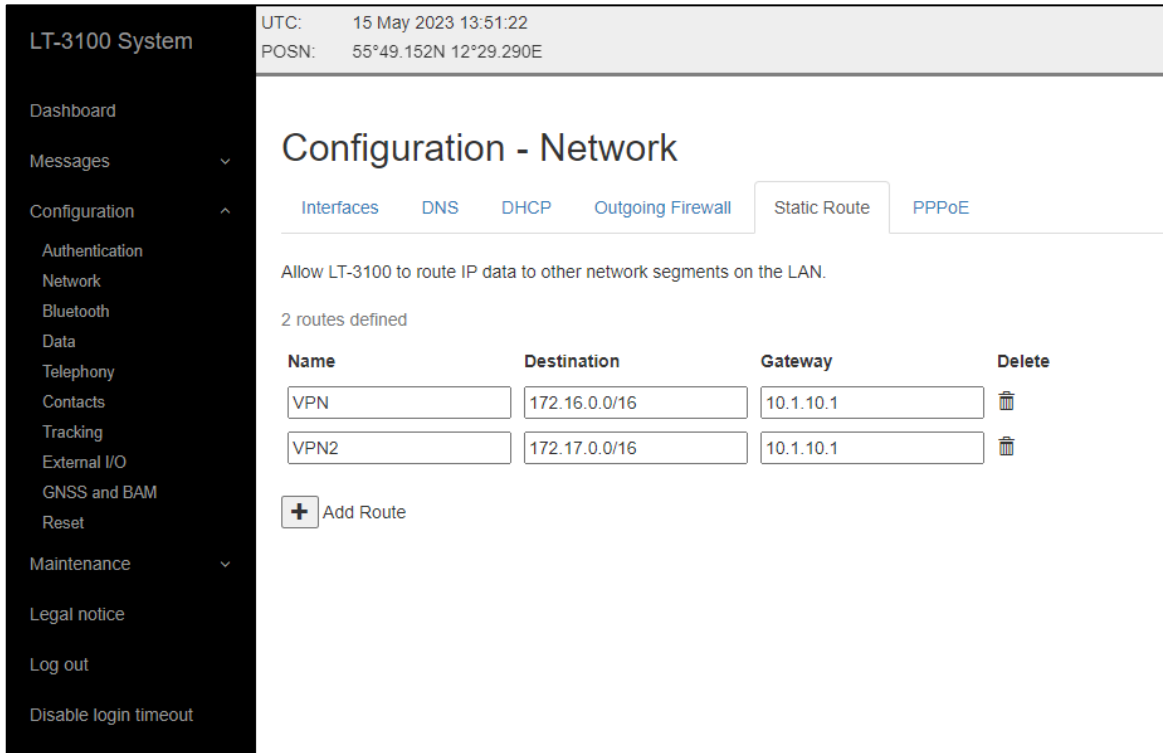 LT-3100 System
Dashboard
Messages
Configuration
Authentication
Network
Bluetooth
Data
Telephony
Contacts
Tracking
External I/O
GNSS and BAM
Reset
Maintenance
Legal notice
Log out
Disable login timeout
UTC: 15 May 2023 13:51:22
POSN: 55°49.152N 12°29.290E
Configuration - Network
Interfaces DNS DHCP Outgoing Firewall Static Route PPPoE
Allow LT-3100 to route IP data to other network segments on the LAN.
2 routes defined
Name Destination Gateway Delete
VPN 172.16.0.0/16 10.1.10.1
VPN2 172.17.0.0/16 10.1.10.1
Add Route